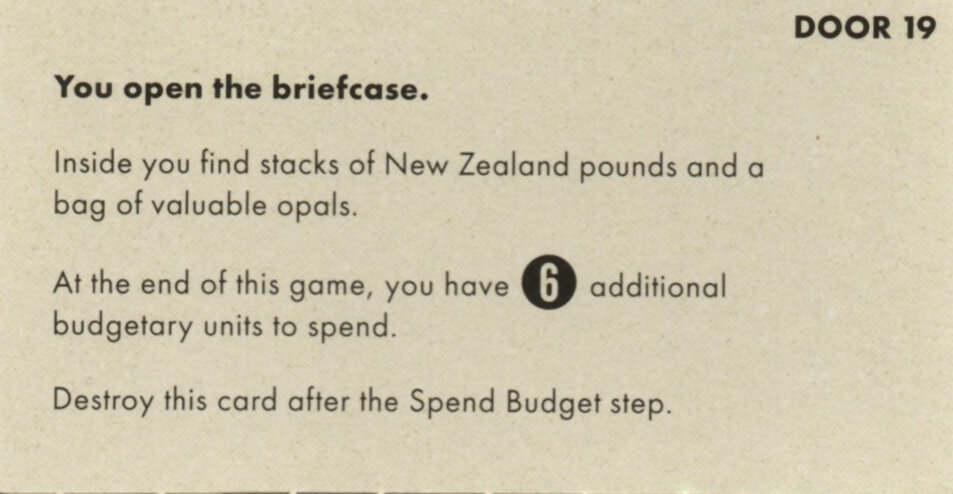 DOOR 19
You open the briefcase.
Inside you find stacks of New Zealand pounds and a
bag of valuable opals.
At the end of this game, you have 6 additional
budgetary units to spend.
Destroy this card after the Spend Budget step.